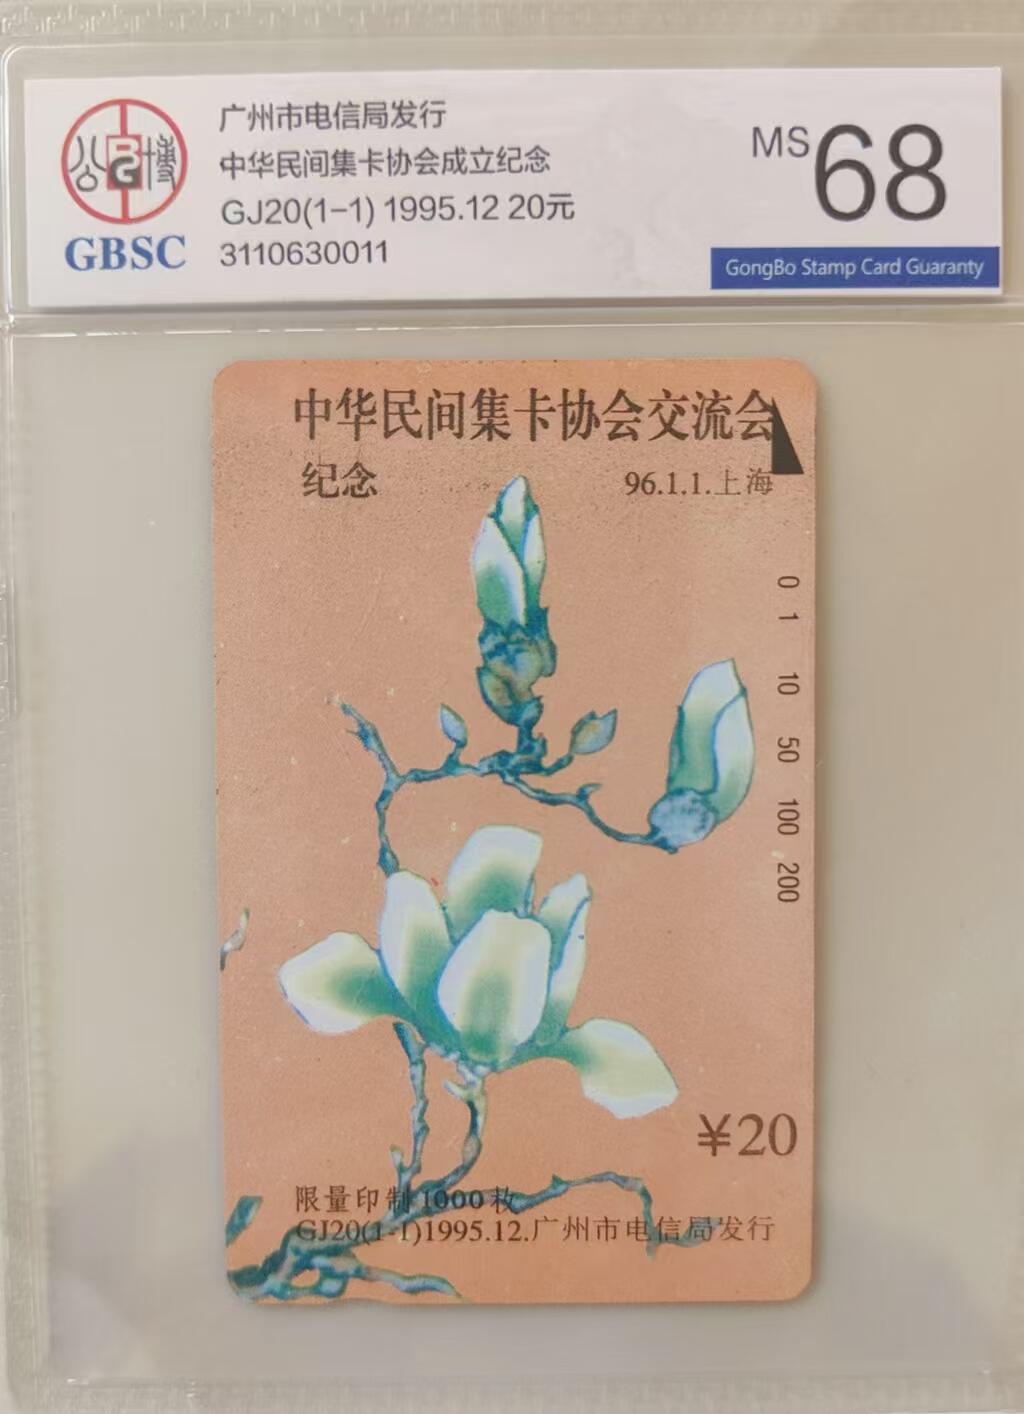 公博
BG
GBSC
广州市电信局发行
中华民间集卡协会成立纪念
GJ20(1-1) 1995.12 20元
3110630011
MS 68
GongBo Stamp Card Guaranty
中华民间集卡协会交流会
纪念
96.1.1.上海
0 1 10 50 100 200
¥20
限量印制1000枚
GJ20(1-1)1995.12.广州市电信局发行